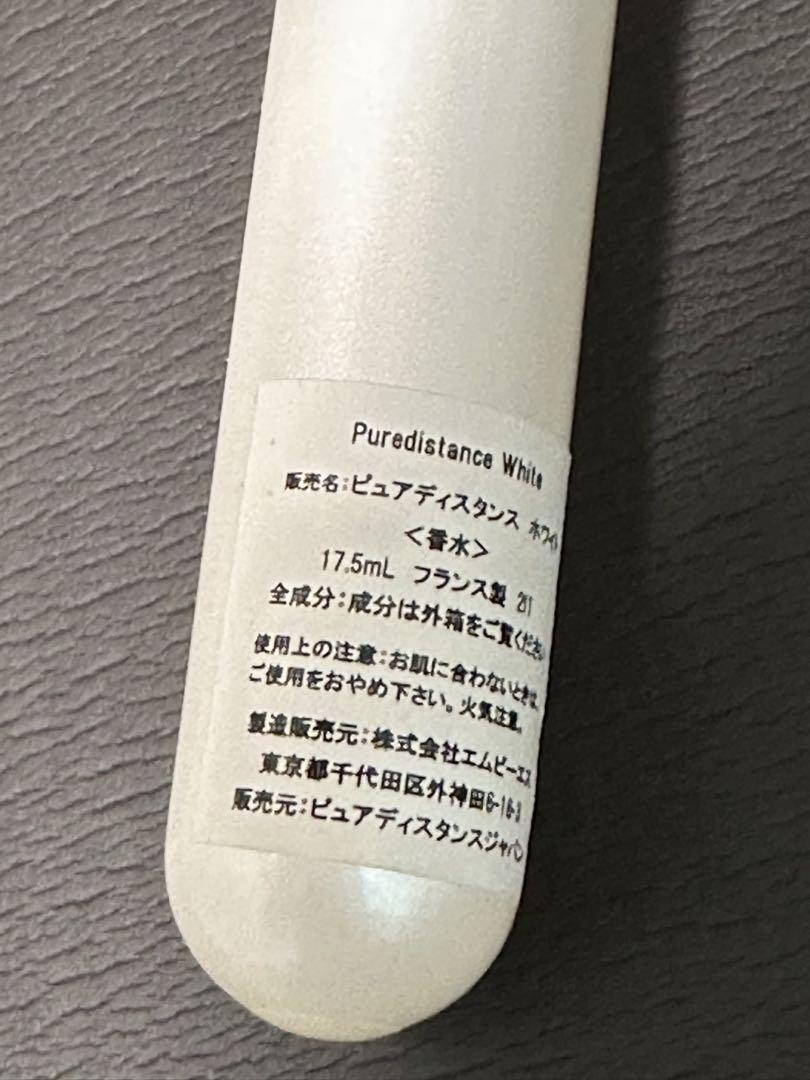 Puredistance White
販売名:ピュアディスタンス ホワイト
<香水>
17.5mL フランス製
全成分:成分は外箱をご覧ください
使用上の注意:お肌に合わないときは、
ご使用をおやめ下さい。火気注意。
製造販売元:株式会社エムピーエス
東京都千代田区外神田6-16-3
販売元:ピュアディスタンスジャパン